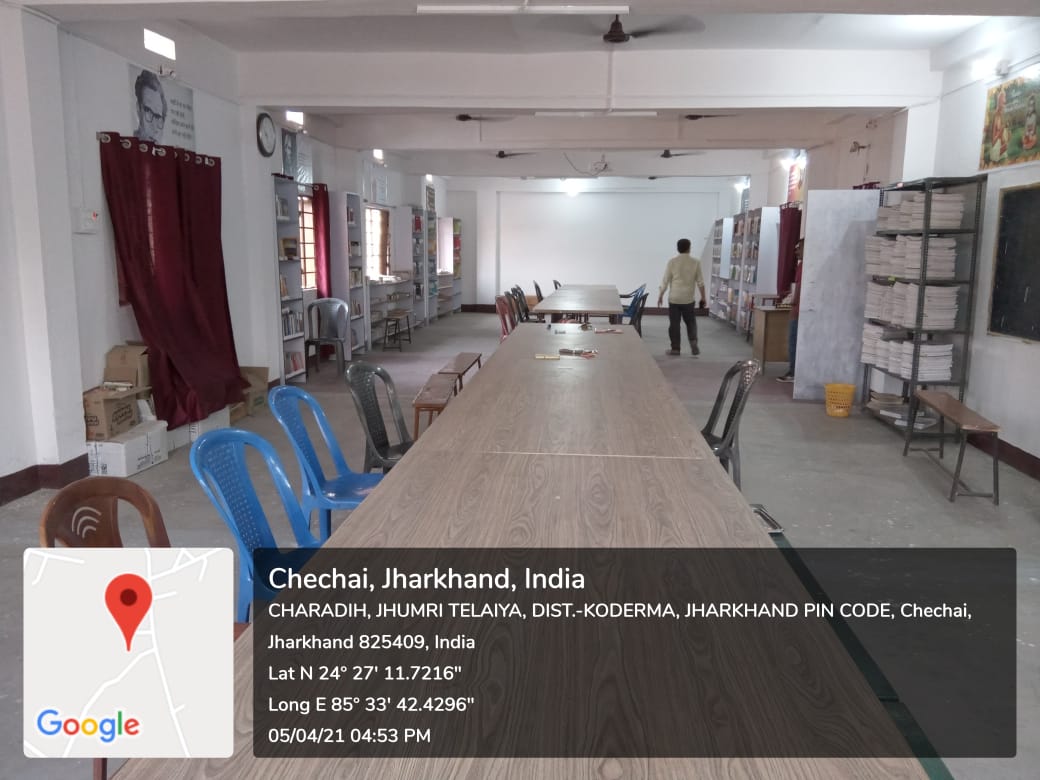 Google
Chechai, Jharkhand, India
CHARADIH, JHUMRI TELAIYA, DIST.-KODERMA, JHARKHAND PIN CODE, Chechai,
Jharkhand 825409, India
Lat N 24° 27' 11.7216"
Long E 85° 33' 42.4296"
05/04/21 04:53 PM